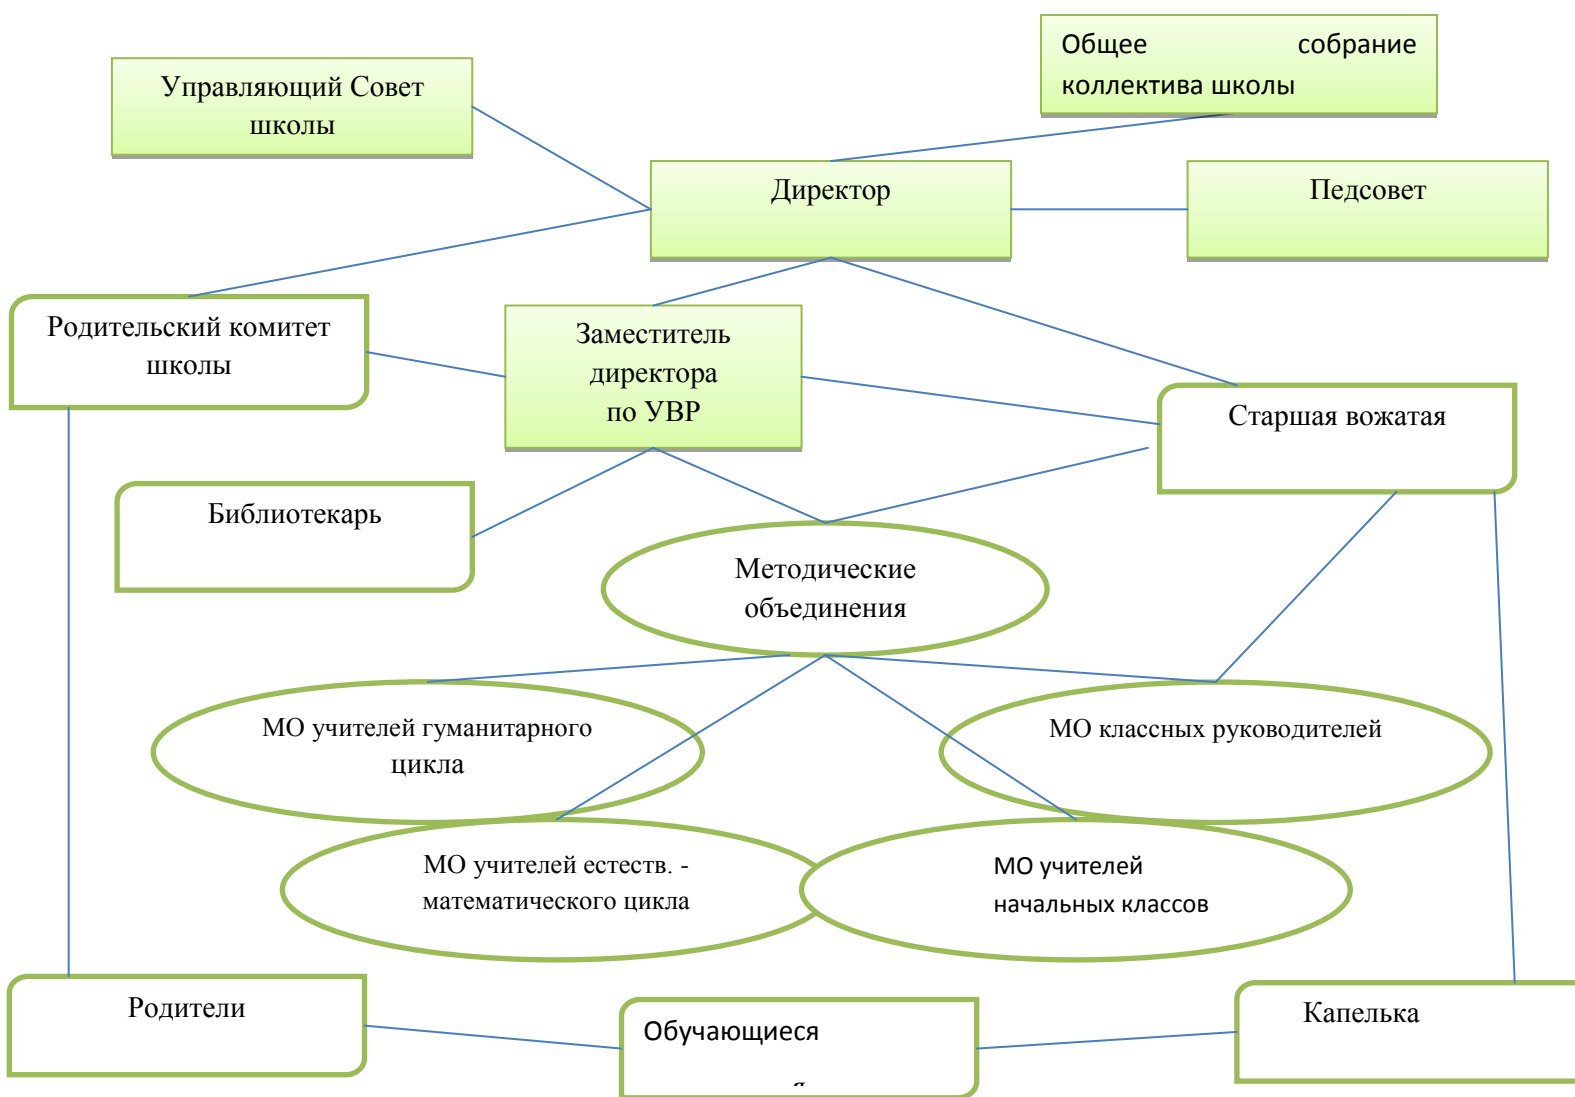 Общее собрание
коллектива школы
Управляющий Совет
школы
Директор
Педсовет
Родительский комитет
школы
Заместитель
директора
по УВР
Старшая вожатая
Библиотекарь
Методические
объединения
МО учителей гуманитарного
цикла
МО классных руководителей
МО учителей естеств. -
математического цикла
МО учителей
начальных классов
Родители
Обучающиеся
Капелька